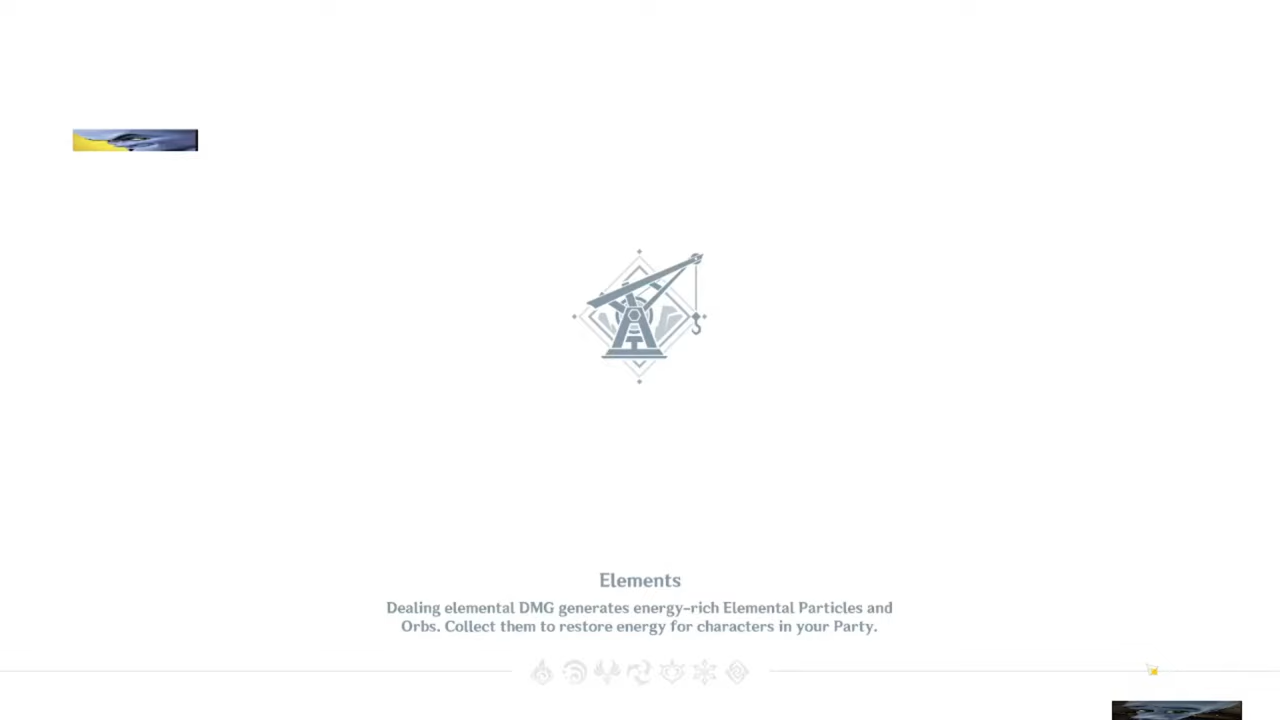 Elements
Dealing elemental DMG generates energy-rich Elemental Particles and
Orbs. Collect them to restore energy for characters in your Party.